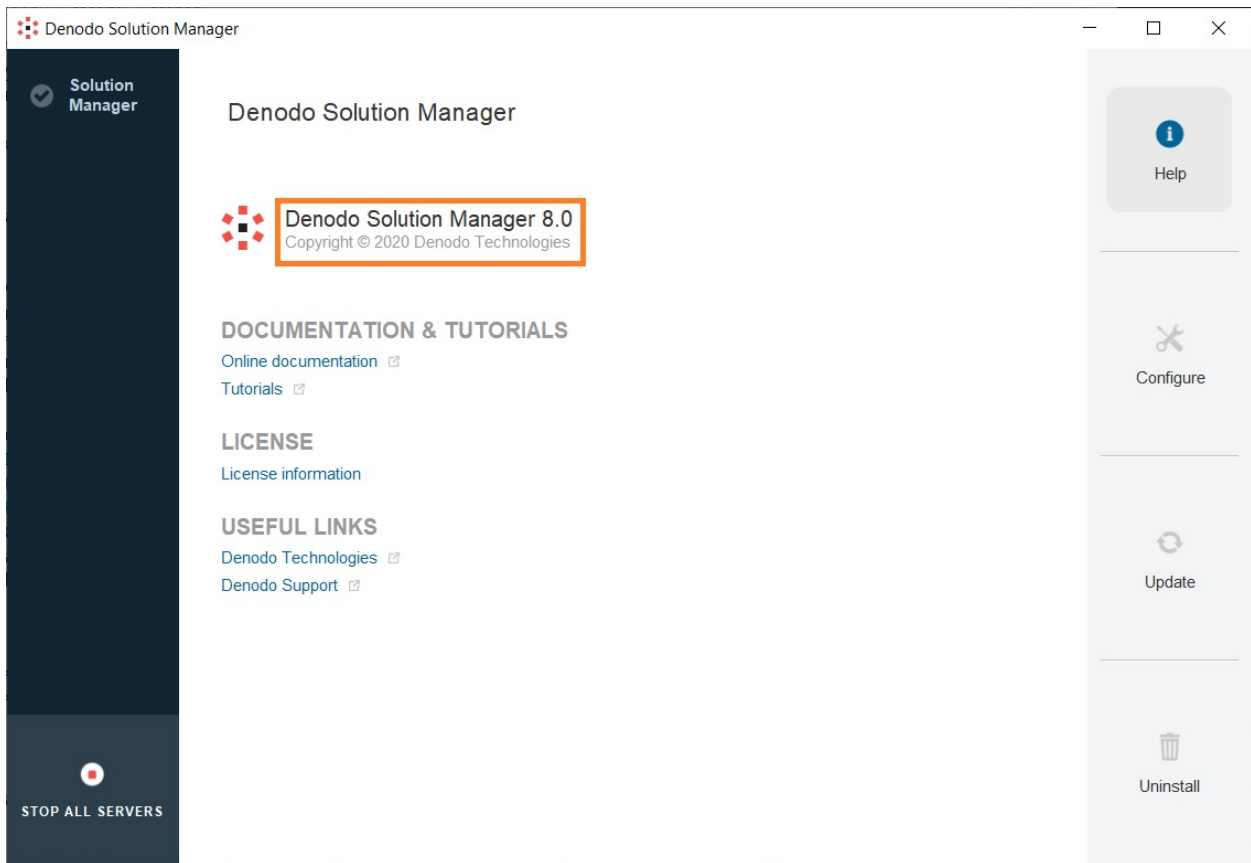 Denodo Solution Manager
Solution
Manager
Denodo Solution Manager
Denodo Solution Manager 8.0
Copyright © 2020 Denodo Technologies
DOCUMENTATION & TUTORIALS
Online documentation
Tutorials
LICENSE
License information
USEFUL LINKS
Denodo Technologies
Denodo Support
STOP ALL SERVERS
Help
Configure
Update
Uninstall